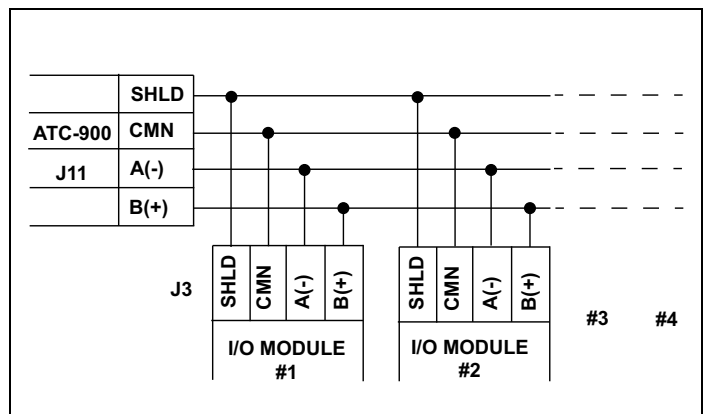 SHLD
ATC-900 CMN
J11 A(-)
B(+)
J3 SHLD CMN A(-) B(+) SHLD CMN A(-) B(+)
#3 #4
I/O MODULE I/O MODULE
#1 #2